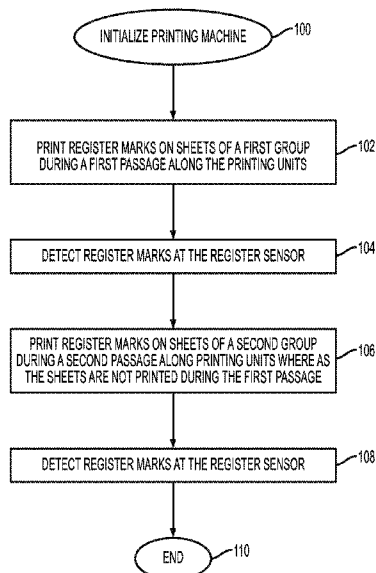 INITIALIZE PRINTING MACHINE
100
PRINT REGISTER MARKS ON SHEETS OF A FIRST GROUP
DURING A FIRST PASSAGE ALONG THE PRINTING UNITS
102
DETECT REGISTER MARKS AT THE REGISTER SENSOR
104
PRINT REGISTER MARKS ON SHEETS OF A SECOND GROUP
DURING A SECOND PASSAGE ALONG PRINTING UNITS WHERE AS
THE SHEETS ARE NOT PRINTED DURING THE FIRST PASSAGE
106
DETECT REGISTER MARKS AT THE REGISTER SENSOR
108
END
110